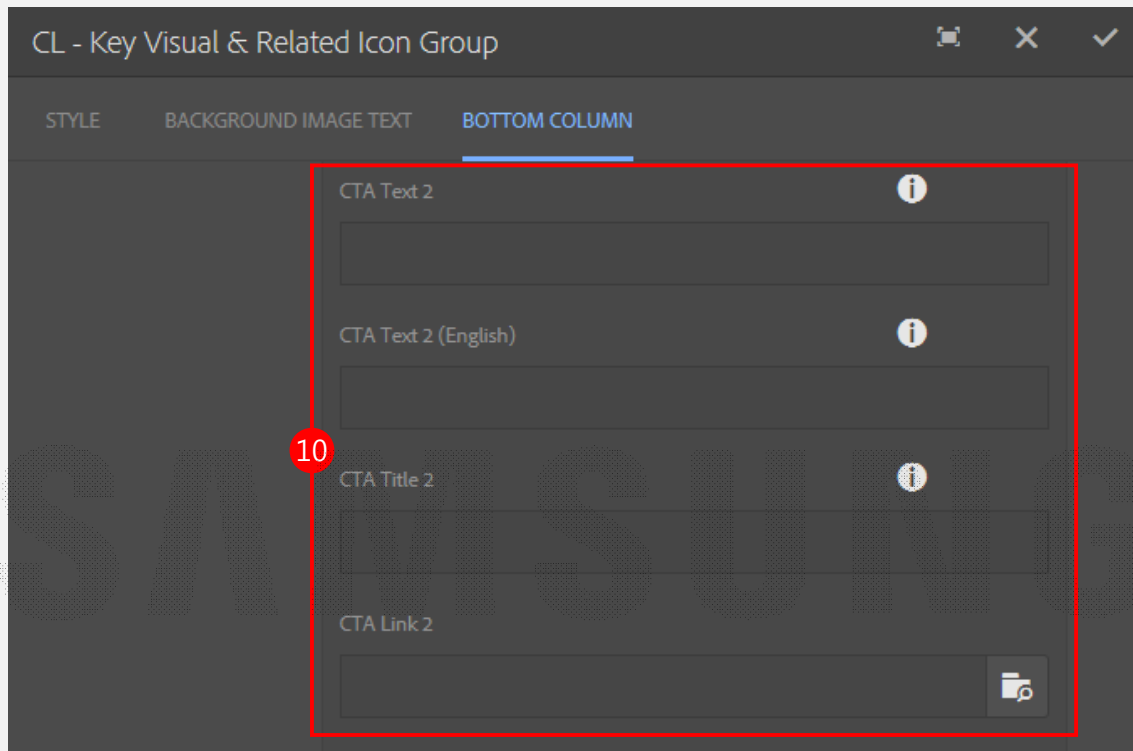 CL - Key Visual & Related Icon Group
STYLE BACKGROUND IMAGE TEXT BOTTOM COLUMN
CTA Text 2
CTA Text 2 (English)
10
CTA Title 2
SAMSUNG
CTA Link 2